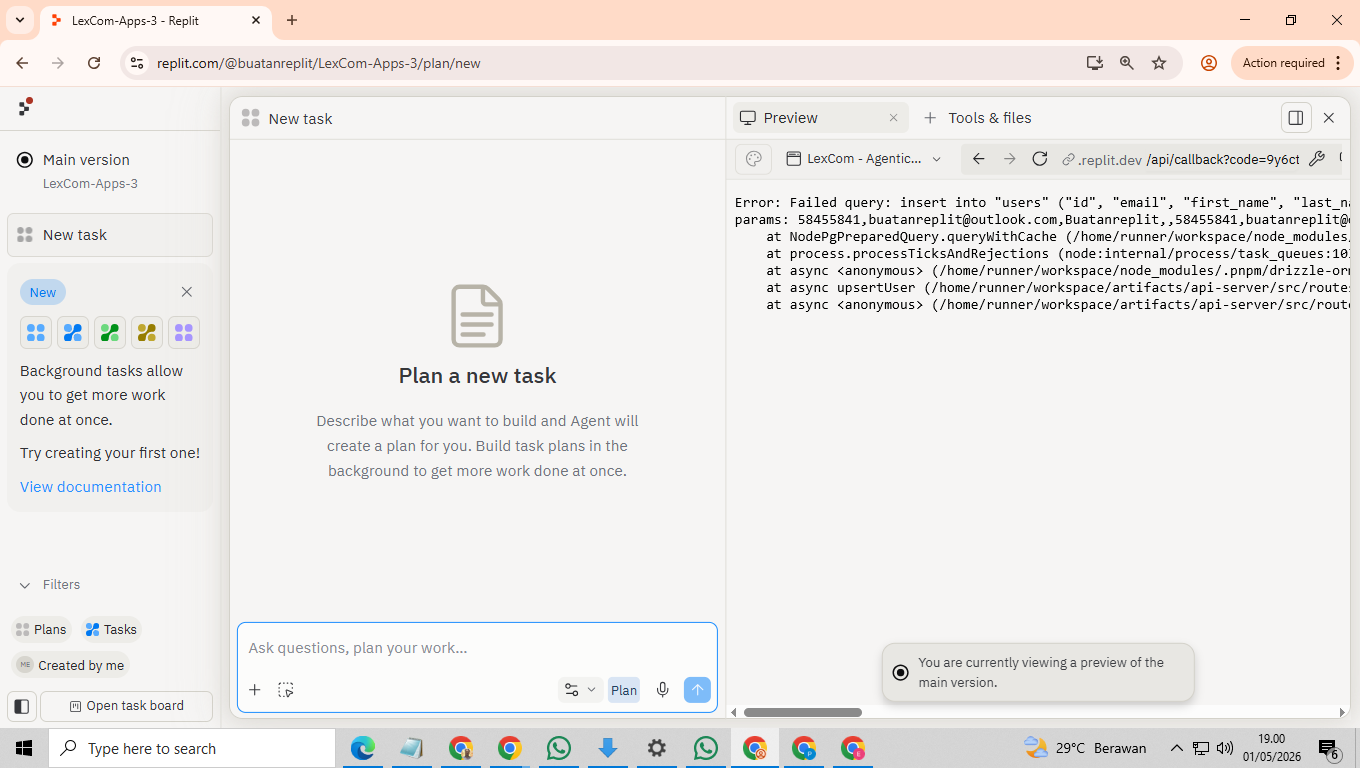 LexCom-Apps-3 - Replit
replit.com/@buatanreplit/LexCom-Apps-3/plan/new
Action required
Main version
LexCom-Apps-3
New task
New
Background tasks allow
you to get more work
done at once.
Try creating your first one!
View documentation
Filters
Plans
Tasks
ME Created by me
Open task board
New task
Plan a new task
Describe what you want to build and Agent will
create a plan for you. Build task plans in the
background to get more work done at once.
Ask questions, plan your work...
Plan
Preview
Tools & files
LexCom - Agentic...
.replit.dev /api/callback?code=9y6ct
Error: Failed query: insert into "users" ("id", "email", "first_name",
params: 58455841,buatanreplit@outlook.com,Buatanreplit,,58455841,
at NodePgPreparedQuery.queryWithCache (/home/runner/workspace/node_modules/
at process.processTicksAndRejections (node:internal/process/task_queues:
at async <anonymous> (/home/runner/workspace/node_modules/.pnpm/
at async upsertUser (/home/runner/workspace/artifacts/api-server/src/
at async <anonymous> (/home/runner/workspace/artifacts/api-server/src/
You are currently viewing a preview of the
main version.
Type here to search
29°C Berawan
19.00
01/05/2026
6